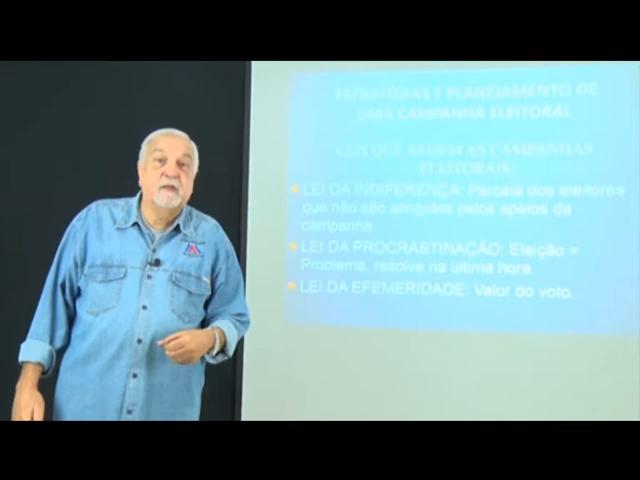 ESTRATÉGIAS E PLANEJAMENTO DE
UMA CAMPANHA ELEITORAL
LEIS QUE REGEM AS CAMPANHAS
ELEITORAIS:
LEI DA INDIFERENÇA: Parcela dos eleitores
que não são atingidos pelos apelos da
campanha.
LEI DA PROCRASTINAÇÃO: Eleição =
Problema, resolve na última hora.
LEI DA EFEMERIDADE: Valor do voto.